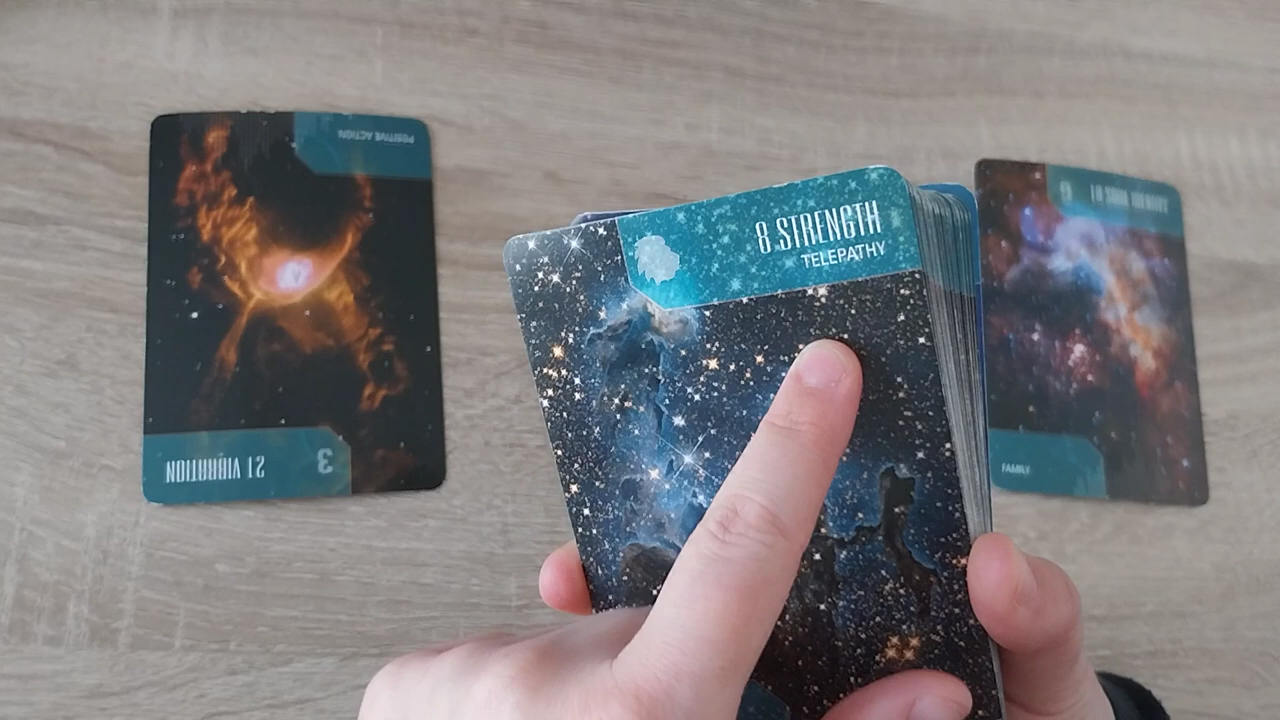 POSITIVE ACTION
3
21 VIBRATION
8 STRENGTH
TELEPATHY
FAMILY